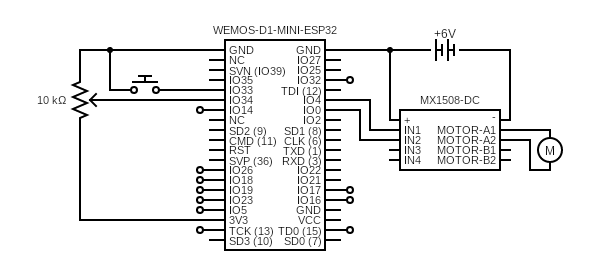 WEMOS-D1-MINI-ESP32
+6V
GND GND
NC IO27
SVN (IO39) IO25
IO35 IO32
IO33 TDI (12)
10 kΩ IO34 IO4
IO14 IO0
NC IO2
SD2 (9) SD1 (8)
CMD (11) CLK (6)
RST TXD (1)
SVP (36) RXD (3)
IO26 IO22
IO18 IO21
IO19 IO17
IO23 IO16
IO5 GND
3V3 VCC
TCK (13) TD0 (15)
SD3 (10) SD0 (7)
MX1508-DC
+ -
IN1 MOTOR-A1
IN2 MOTOR-A2
IN3 MOTOR-B1
IN4 MOTOR-B2
M